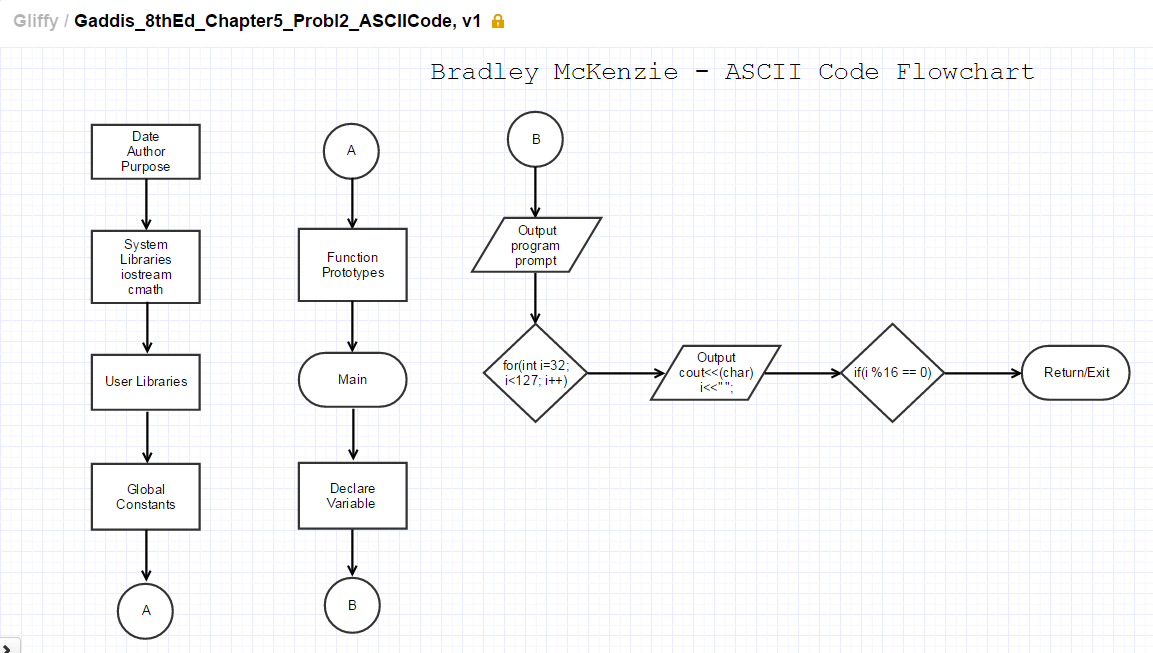 Gliffy / Gaddis_8thEd_Chapter5_Probl2_ASCIICode, v1
Bradley McKenzie - ASCII Code Flowchart
Date
Author
Purpose
System
Libraries
iostream
cmath
User Libraries
Global
Constants
A
A
Function
Prototypes
Main
Declare
Variable
B
B
Output
program
prompt
for(int i=32;
i<127; i++)
Output
cout<<(char)
i<<" ";
if(i %16 == 0)
Return/Exit